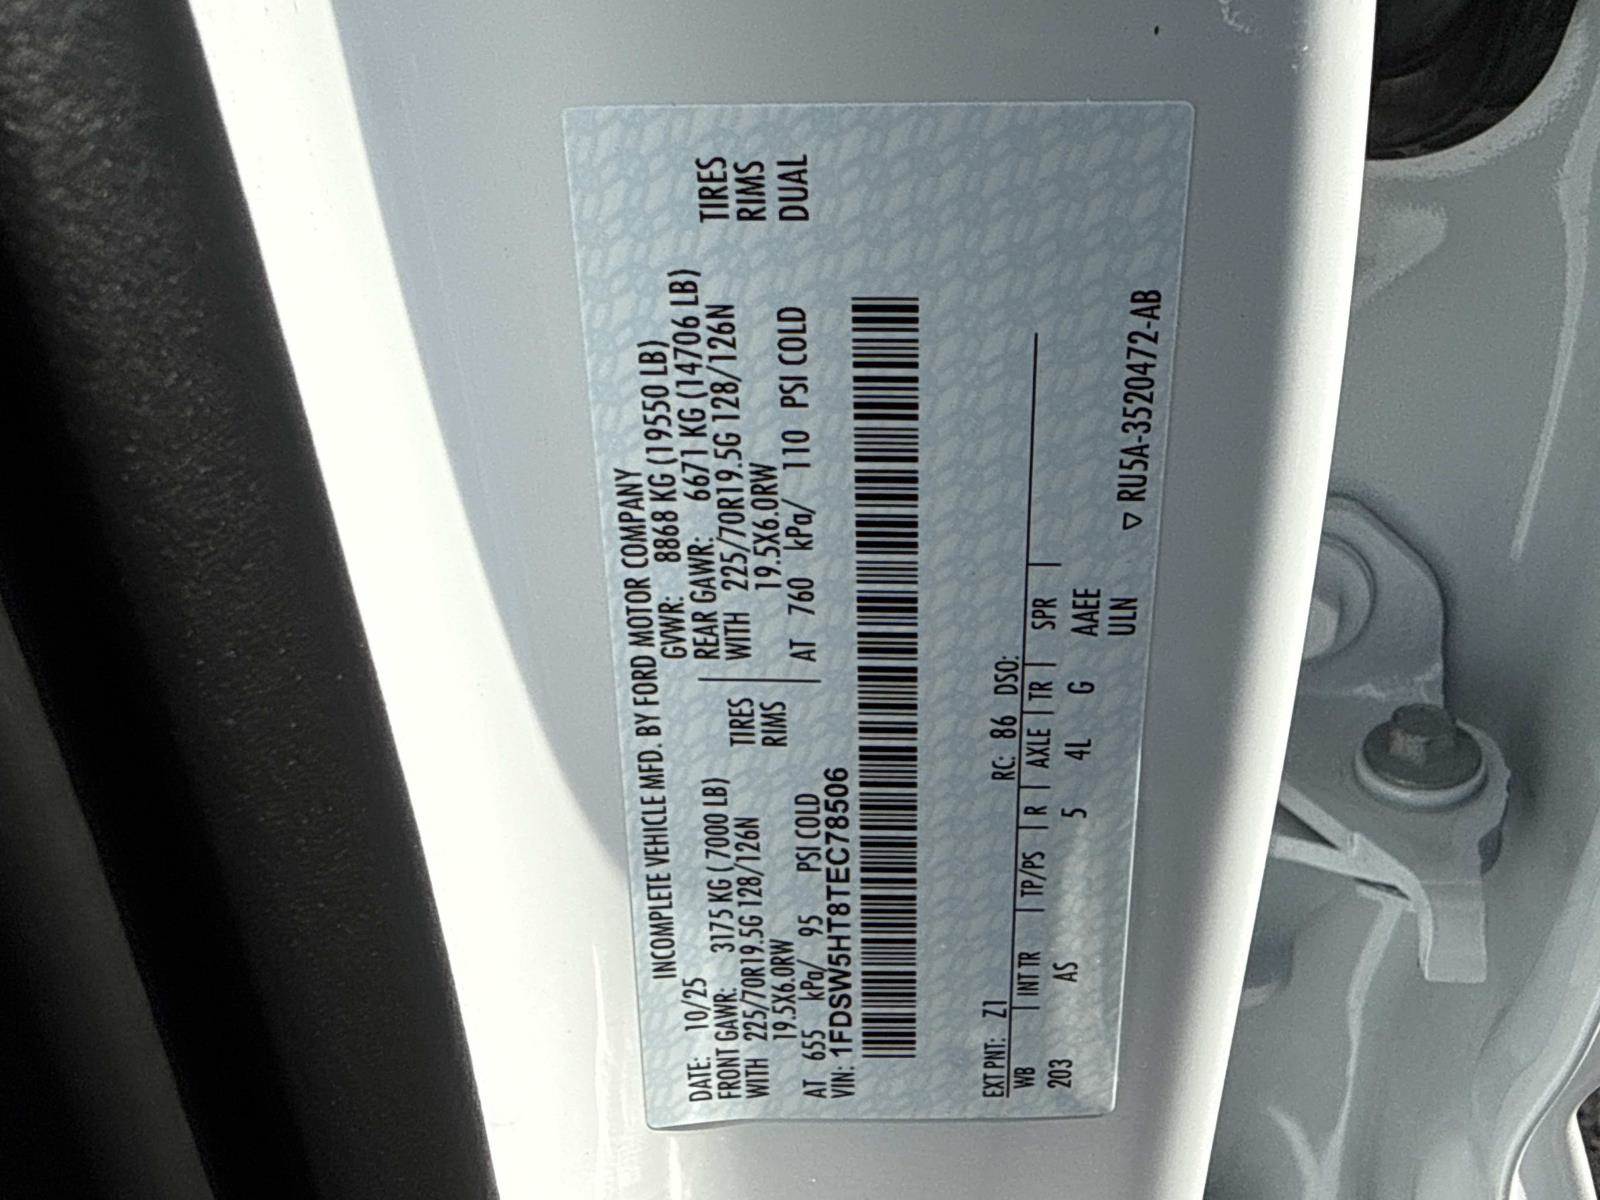 INCOMPLETE VEHICLE MFD. BY FORD MOTOR COMPANY
DATE: 10/25 GVWR: 8868 KG (19550 LB)
FRONT GAWR: 3175 KG ( 7000 LB) REAR GAWR: 6671 KG (14706 LB)
WITH 225/70R19.5G 128/126N TIRES WITH 225/70R19.5G 128/126N TIRES
19.5X6.0RW RIMS 19.5X6.0RW RIMS
AT 655 kPa/ 95 PSI COLD AT 760 kPa/ 110 PSI COLD DUAL
VIN: 1FDSW5HT8TEC78506
EXT PNT: Z1 RC: 86 DSO:
WB | INT TR | TP/PS | R | AXLE | TR | SPR |
203 AS 5 4L G AAEE
ULN
▽ RU5A-3520472-AB